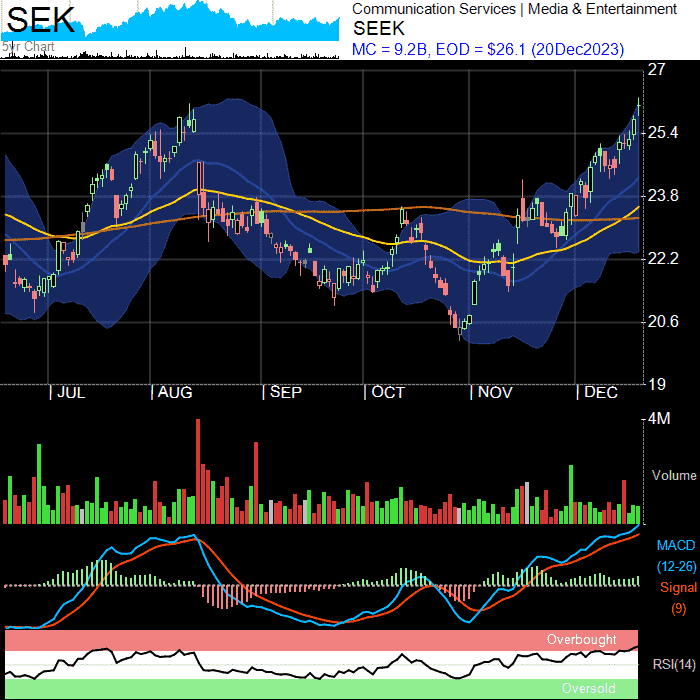 SEK
5yr Chart
Communication Services | Media & Entertainment
SEEK
MC = 9.2B, EOD = $26.1 (20Dec2023)
27
25.4
23.8
22.2
20.6
19
| JUL | AUG | SEP | OCT | NOV | DEC
4M
Volume
MACD
(12-26)
Signal
(9)
Overbought
RSI(14)
Oversold